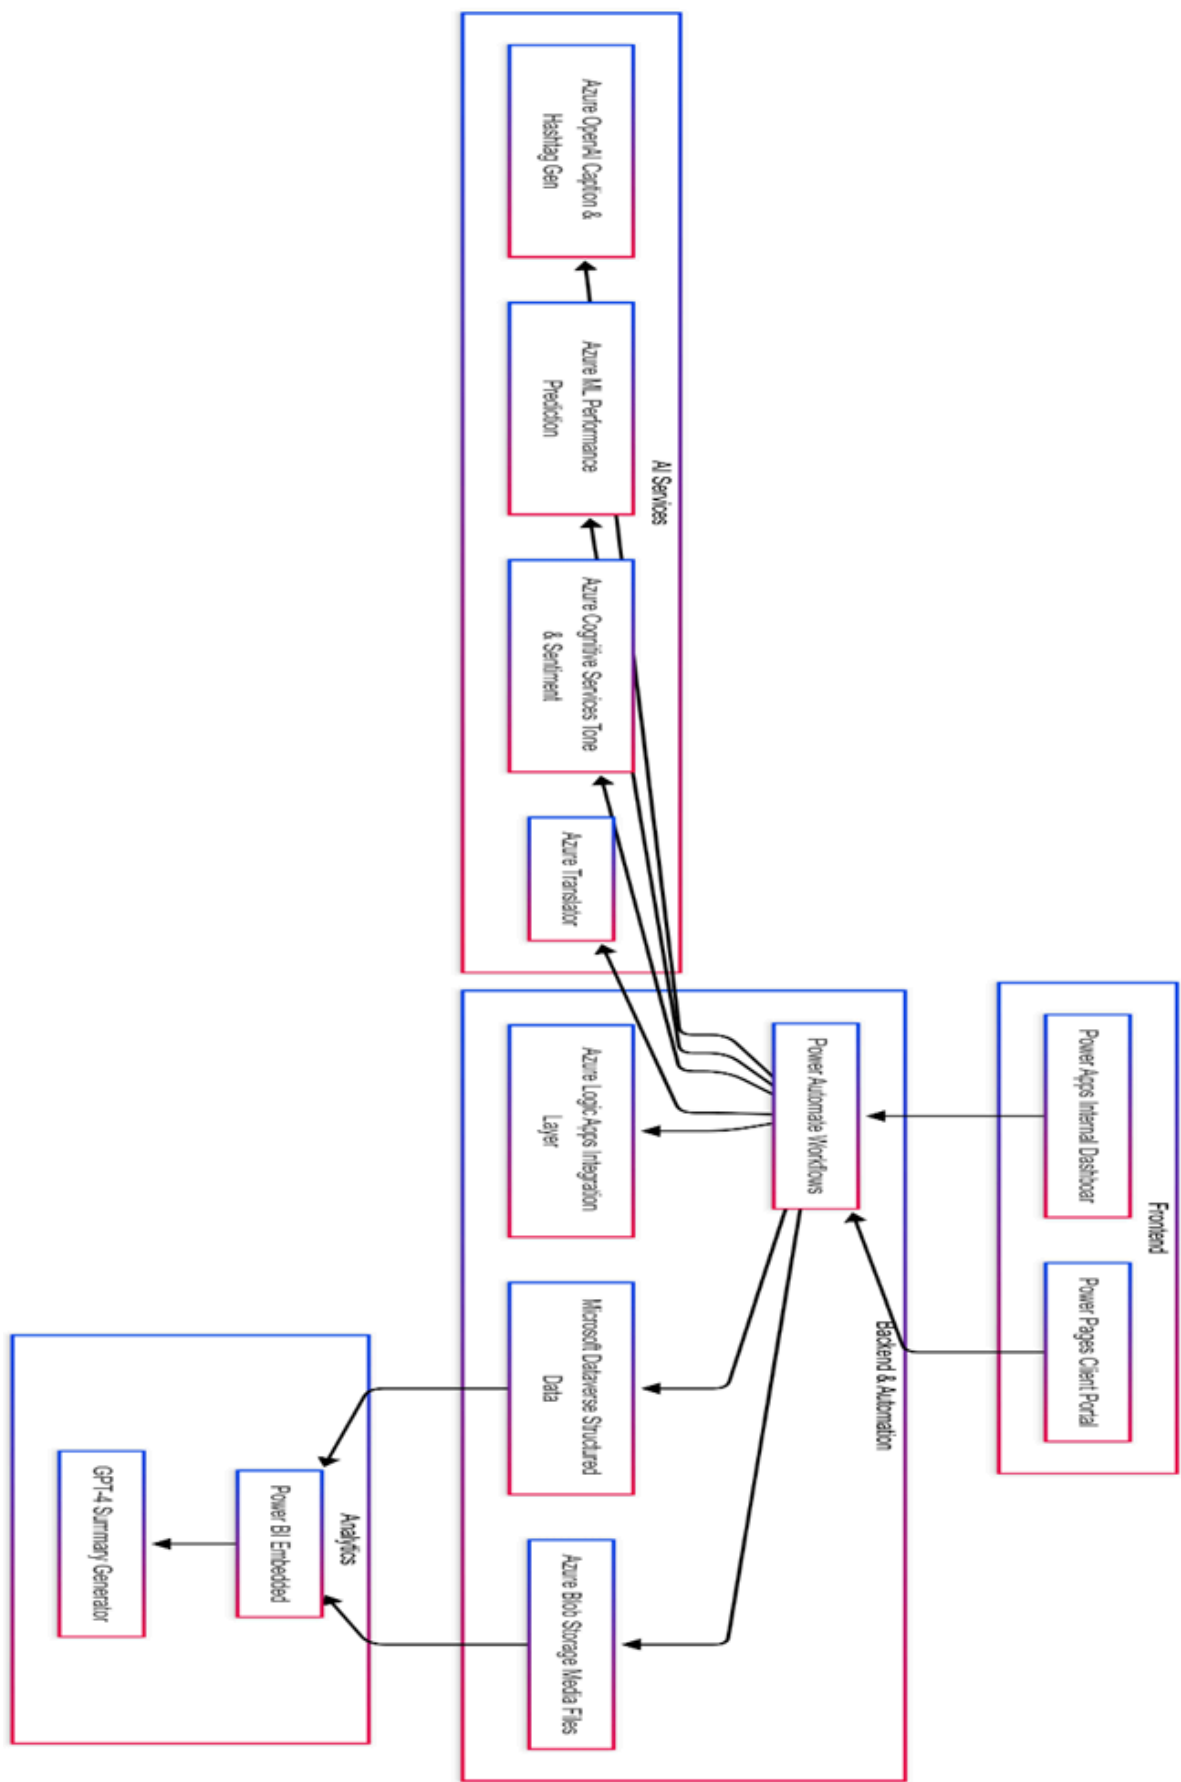 Frontend
Power Apps Internal Dashboar
Power Pages Client Portal
Backend & Automation
Power Automate Workflows
AI Services
Azure OpenAI Caption &
Hashtag Gen
Azure ML Performance
Prediction
Azure Cognitive Services Tone
& Sentiment
Azure Translator
Azure Logic Apps Integration
Layer
Microsoft Dataverse Structured
Data
Azure Blob Storage Media Files
Analytics
Power BI Embedded
GPT-4 Summary Generator